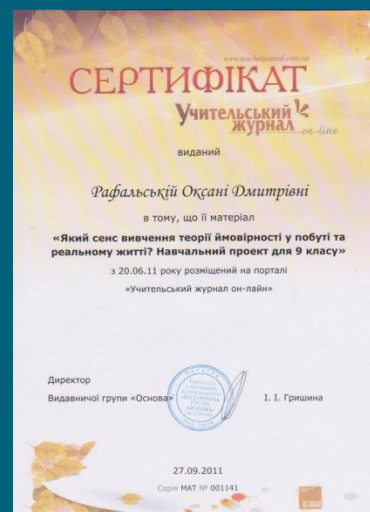 www.teacherjournal.com.ua
СЕРТИФІКАТ
Учительський
журнал on-line
виданий
Рафальській Оксані Дмитрівні
в тому, що її матеріал
«Який сенс вивчення теорії ймовірності у побуті та
реальному житті? Навчальний проект для 9 класу»
з 20.06.11 року розміщений на порталі
«Учительський журнал он-лайн»
Директор
Видавничої групи «Основа»
І. І. Гришина
27.09.2011
Серія МАТ № 001141